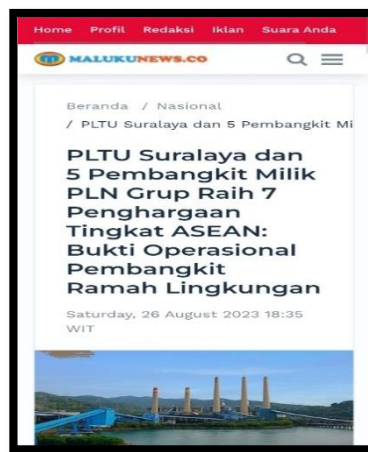 Home Profil Redaksi Iklan Suara Anda
m MALUKUNEWS.CO
Beranda / Nasional
/ PLTU Suralaya dan 5 Pembangkit Mi
PLTU Suralaya dan
5 Pembangkit Milik
PLN Grup Raih 7
Penghargaan
Tingkat ASEAN:
Bukti Operasional
Pembangkit
Ramah Lingkungan
Saturday, 26 August 2023 18:35
WIT